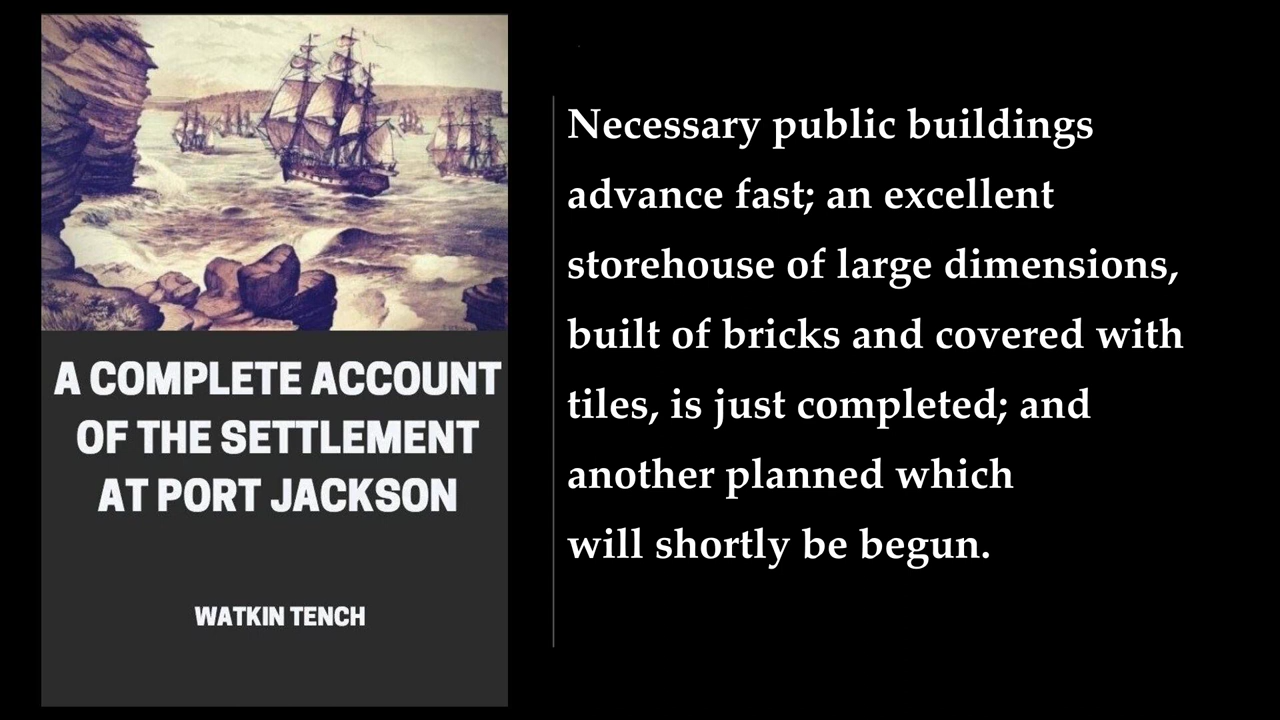 A COMPLETE ACCOUNT
OF THE SETTLEMENT
AT PORT JACKSON
WATKIN TENCH
Necessary public buildings
advance fast; an excellent
storehouse of large dimensions,
built of bricks and covered with
tiles, is just completed; and
another planned which
will shortly be begun.